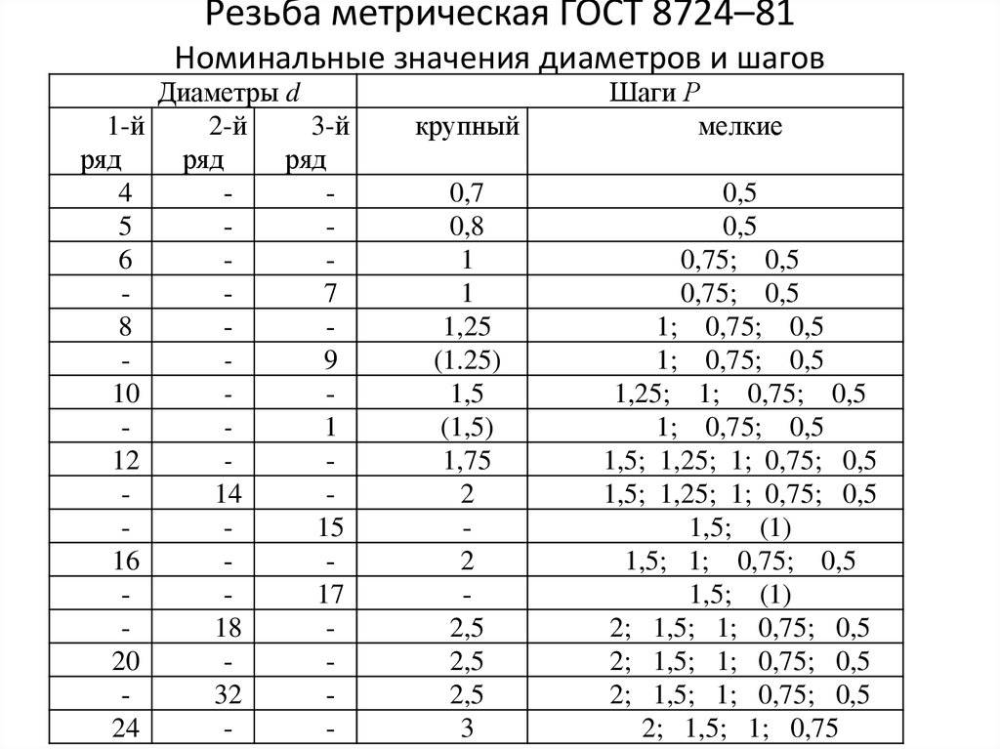 Резьба метрическая ГОСТ 8724–81
Номинальные значения диаметров и шагов
Диаметры d Шаги P
1-й ряд 2-й ряд 3-й ряд крупный мелкие
4 - - 0,7 0,5
5 - - 0,8 0,5
6 - - 1 0,75; 0,5
- - 7 1 0,75; 0,5
8 - - 1,25 1; 0,75; 0,5
- - 9 (1.25) 1; 0,75; 0,5
10 - - 1,5 1,25; 1; 0,75; 0,5
- - 1 (1,5) 1; 0,75; 0,5
12 - - 1,75 1,5; 1,25; 1; 0,75; 0,5
- 14 - 2 1,5; 1,25; 1; 0,75; 0,5
- - 15 - 1,5; (1)
16 - - 2 1,5; 1; 0,75; 0,5
- - 17 - 1,5; (1)
- 18 - 2,5 2; 1,5; 1; 0,75; 0,5
20 - - 2,5 2; 1,5; 1; 0,75; 0,5
- 32 - 2,5 2; 1,5; 1; 0,75; 0,5
24 - - 3 2; 1,5; 1; 0,75